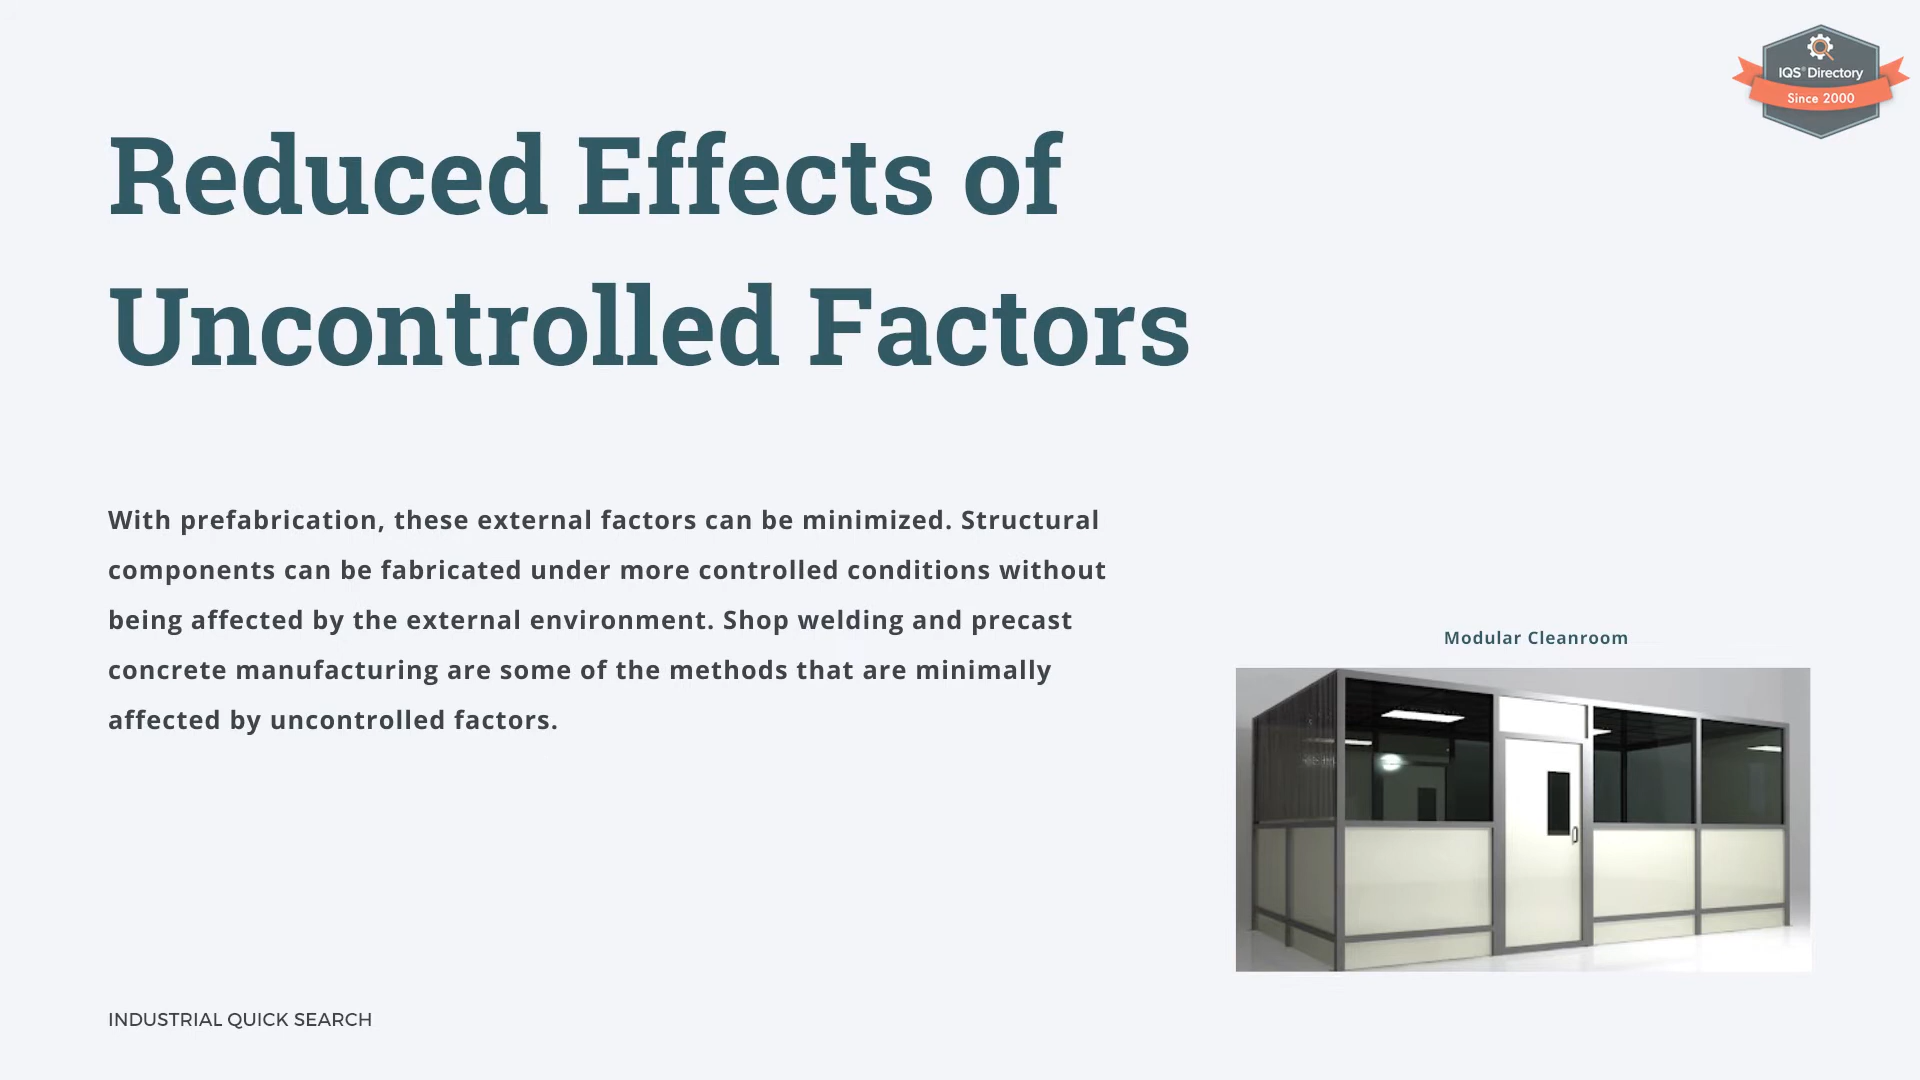 IQS® Directory
Since 2000
Reduced Effects of
Uncontrolled Factors
With prefabrication, these external factors can be minimized. Structural
components can be fabricated under more controlled conditions without
being affected by the external environment. Shop welding and precast
concrete manufacturing are some of the methods that are minimally
affected by uncontrolled factors.
Modular Cleanroom
INDUSTRIAL QUICK SEARCH